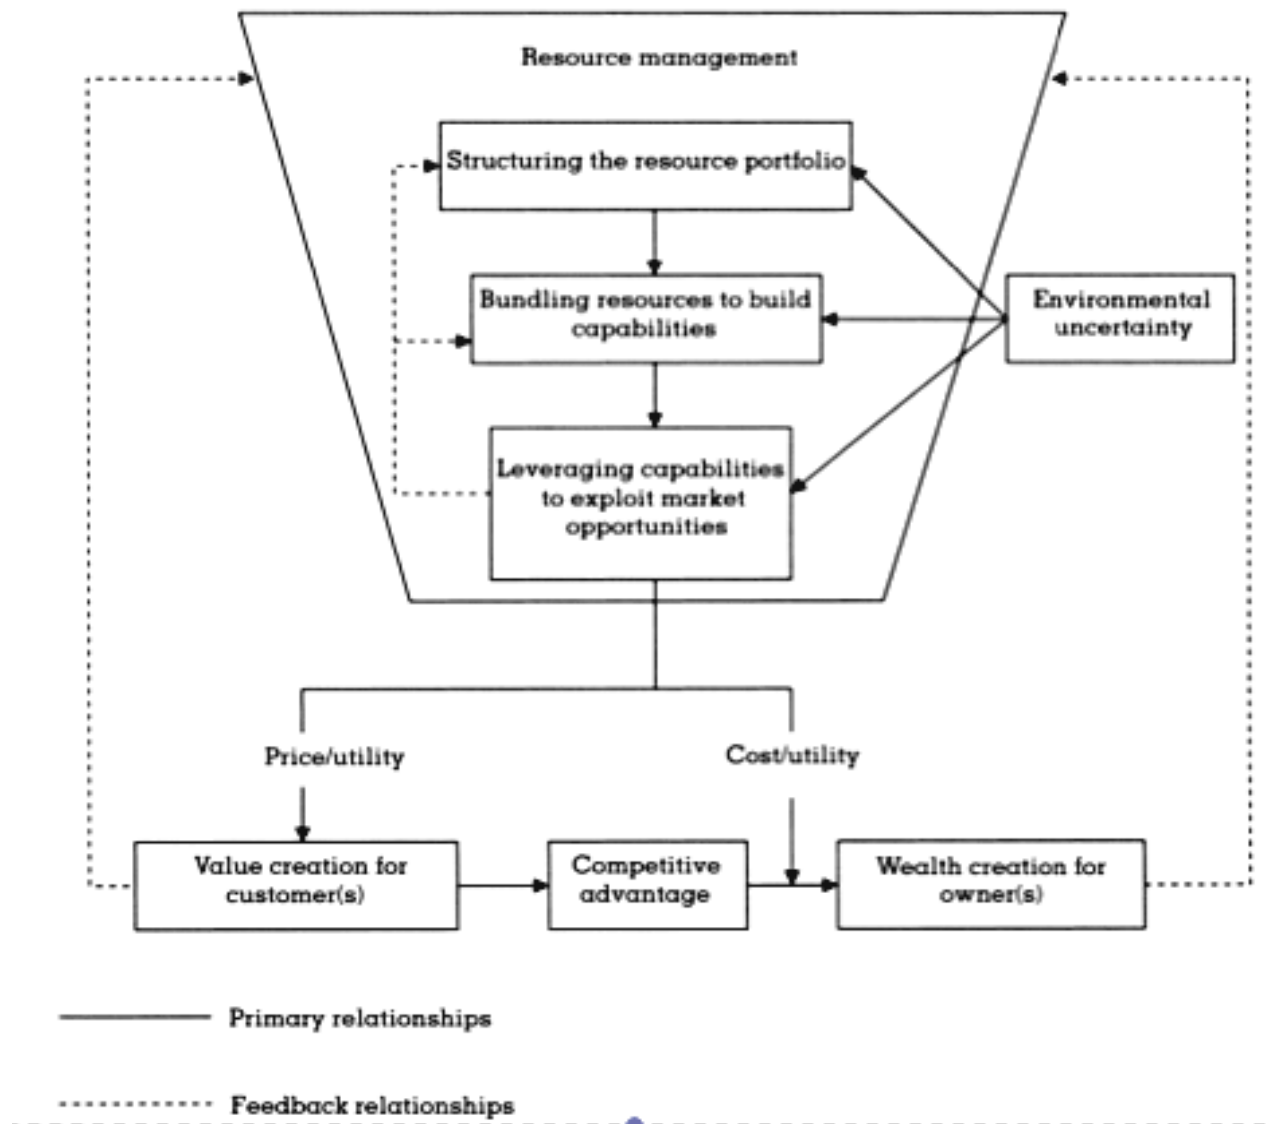 Resource management
Structuring the resource portfolio
Bundling resources to build
capabilities
Environmental
uncertainty
Leveraging capabilities
to exploit market
opportunities
Price/utility
Cost/utility
Value creation for
customer(s)
Competitive
advantage
Wealth creation for
owner(s)
Primary relationships
Feedback relationships